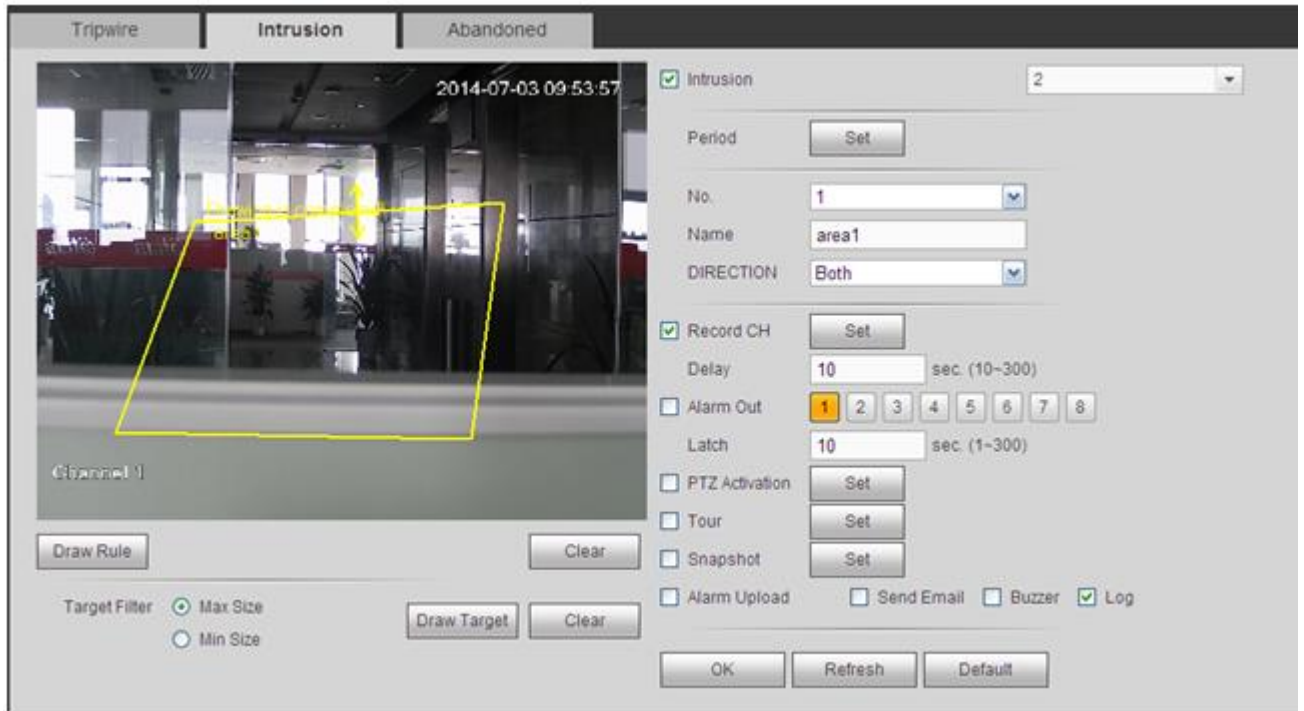 Tripwire Intrusion Abandoned
2014-07-03 09:53:57
area1
Channel 1
Draw Rule Clear
Target Filter Max Size
Min Size
Draw Target Clear
Intrusion 2
Period Set
No. 1
Name area1
DIRECTION Both
Record CH Set
Delay 10 sec. (10~300)
Alarm Out 1 2 3 4 5 6 7 8
Latch 10 sec. (1~300)
PTZ Activation Set
Tour Set
Snapshot Set
Alarm Upload Send Email Buzzer Log
OK Refresh Default